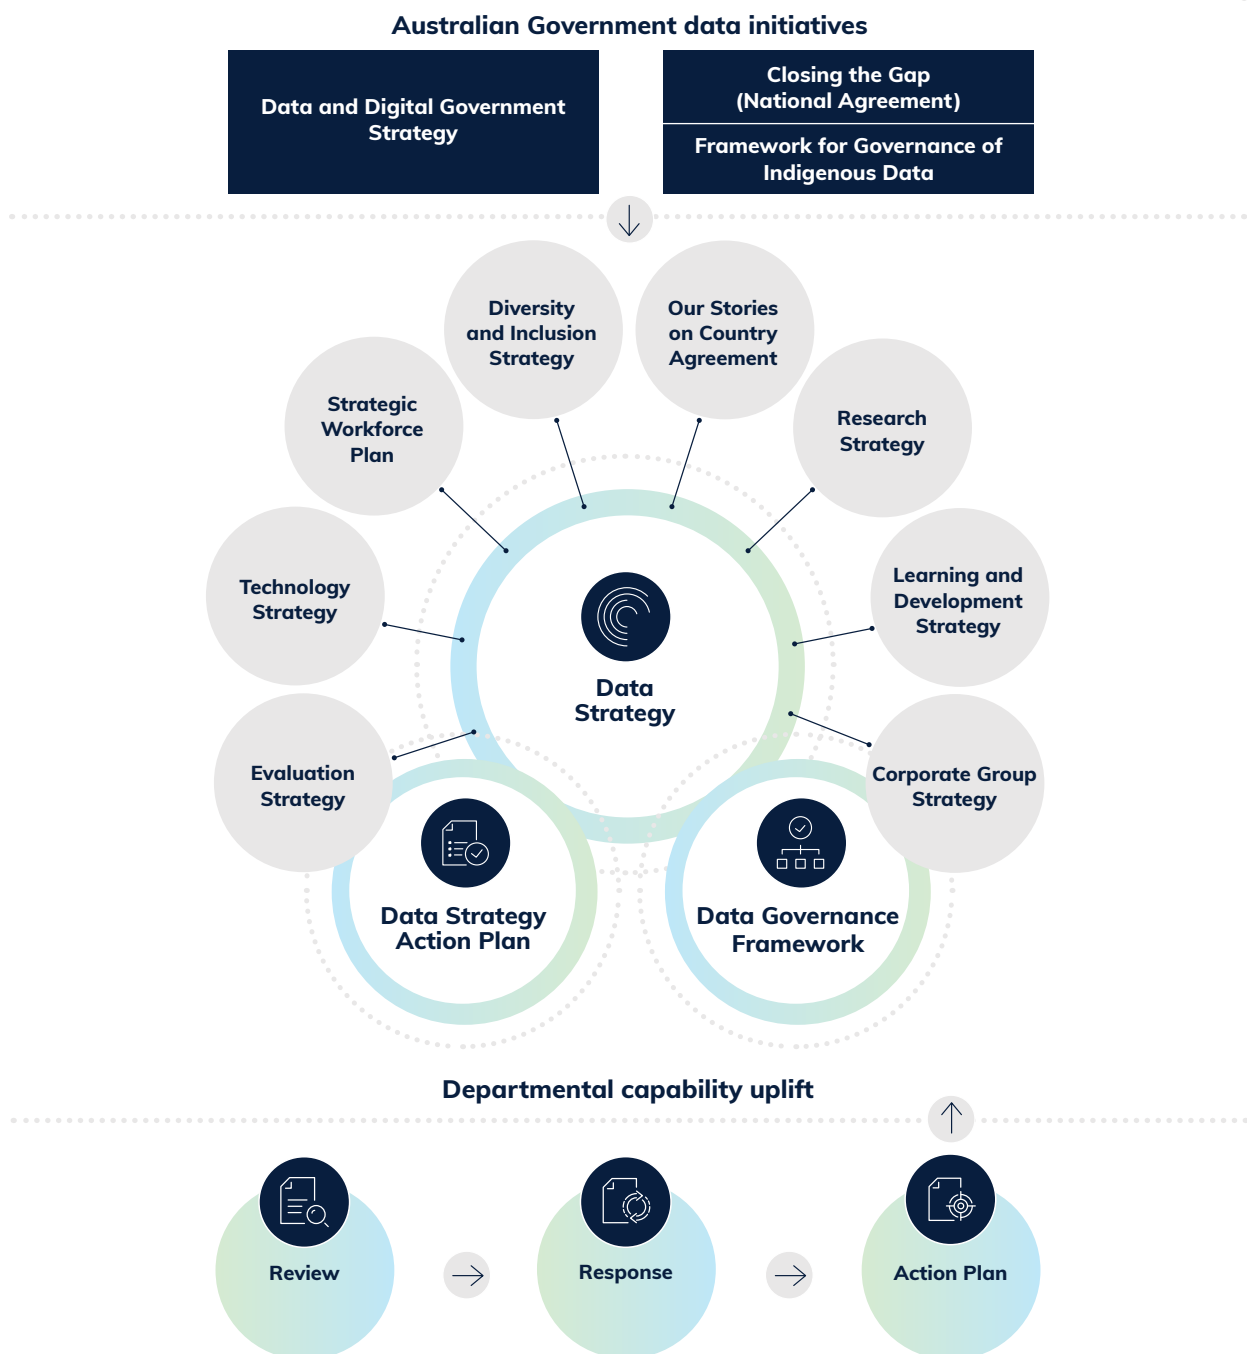 Australian Government data initiatives
Data and Digital Government
Strategy
Closing the Gap
(National Agreement)
Framework for Governance of
Indigenous Data
Diversity
and Inclusion
Strategy
Our Stories
on Country
Agreement
Strategic
Workforce
Plan
Research
Strategy
Technology
Strategy
Learning and
Development
Strategy
Data
Strategy
Evaluation
Strategy
Corporate Group
Strategy
Data Strategy
Action Plan
Data Governance
Framework
Departmental capability uplift
Review
Response
Action Plan